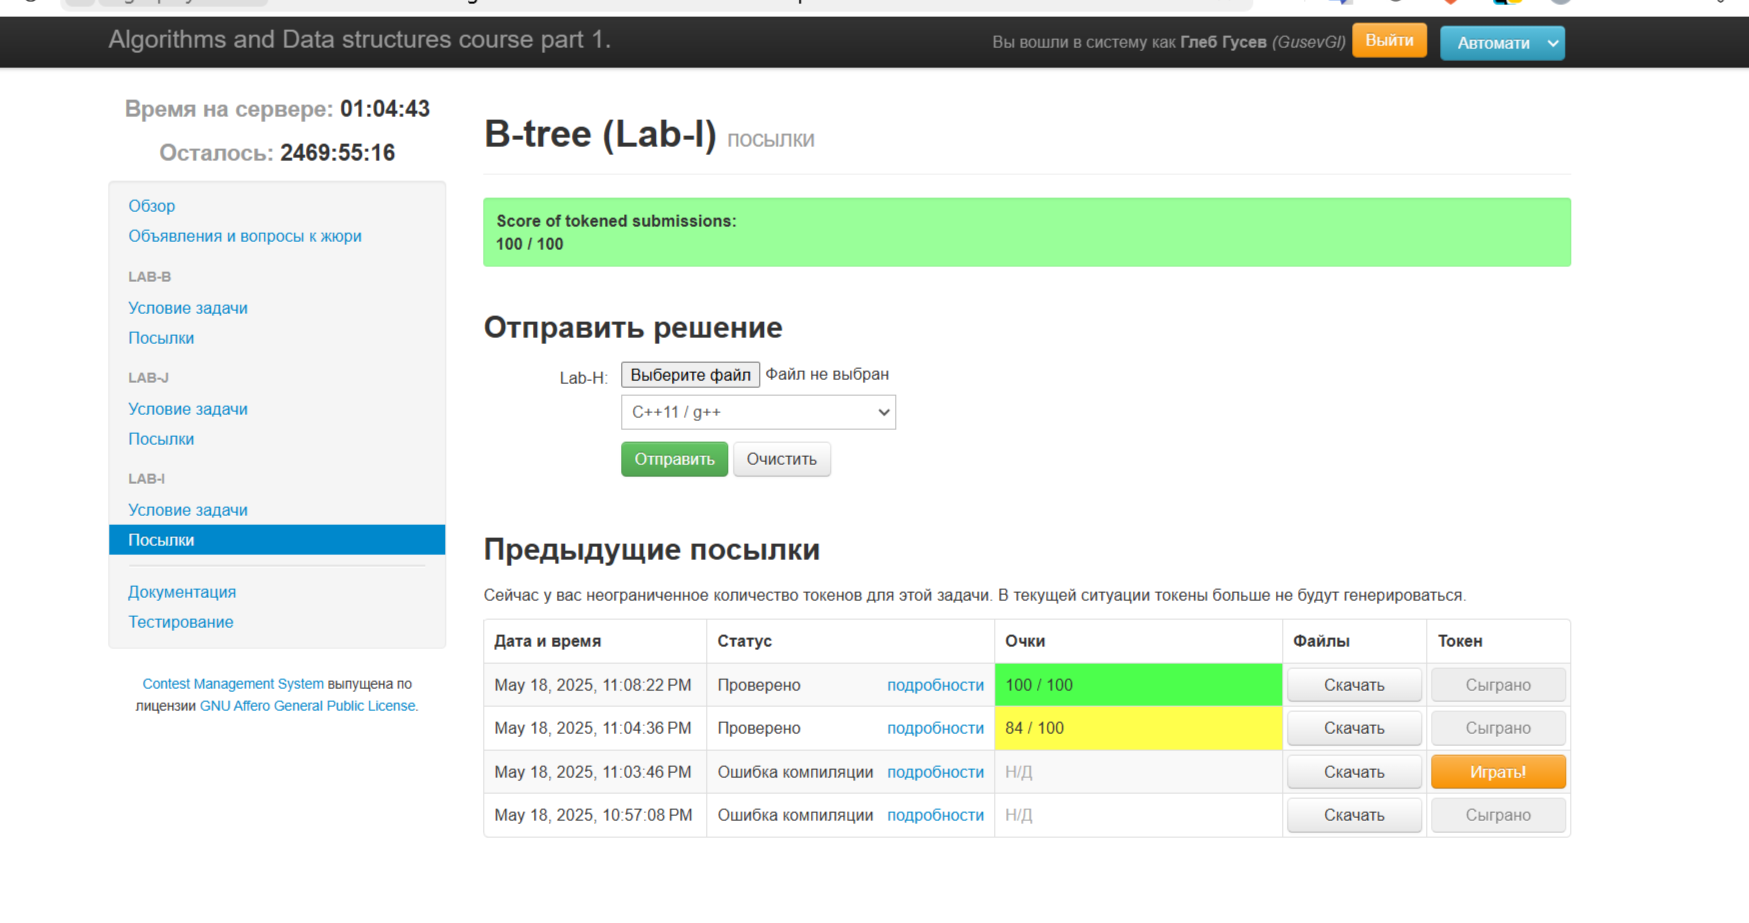 Algorithms and Data structures course part 1.
Вы вошли в систему как Глеб Гусев (GusevGl) Выйти Автомати
Время на сервере: 01:04:43
Осталось: 2469:55:16
Обзор
Объявления и вопросы к жюри
LAB-B
Условие задачи
Посылки
LAB-J
Условие задачи
Посылки
LAB-I
Условие задачи
Посылки
Документация
Тестирование
Contest Management System выпущена по
лицензии GNU Affero General Public License.
B-tree (Lab-I) посылки
Score of tokened submissions:
100 / 100
Отправить решение
Lab-H: Выберите файл Файл не выбран
C++11 / g++
Отправить Очистить
Предыдущие посылки
Сейчас у вас неограниченное количество токенов для этой задачи. В текущей ситуации токены больше не будут генерироваться.
Дата и время Статус Очки Файлы Токен
May 18, 2025, 11:08:22 PM Проверено подробности 100 / 100 Скачать Сыграно
May 18, 2025, 11:04:36 PM Проверено подробности 84 / 100 Скачать Сыграно
May 18, 2025, 11:03:46 PM Ошибка компиляции подробности Н/Д Скачать Играть!
May 18, 2025, 10:57:08 PM Ошибка компиляции подробности Н/Д Скачать Сыграно